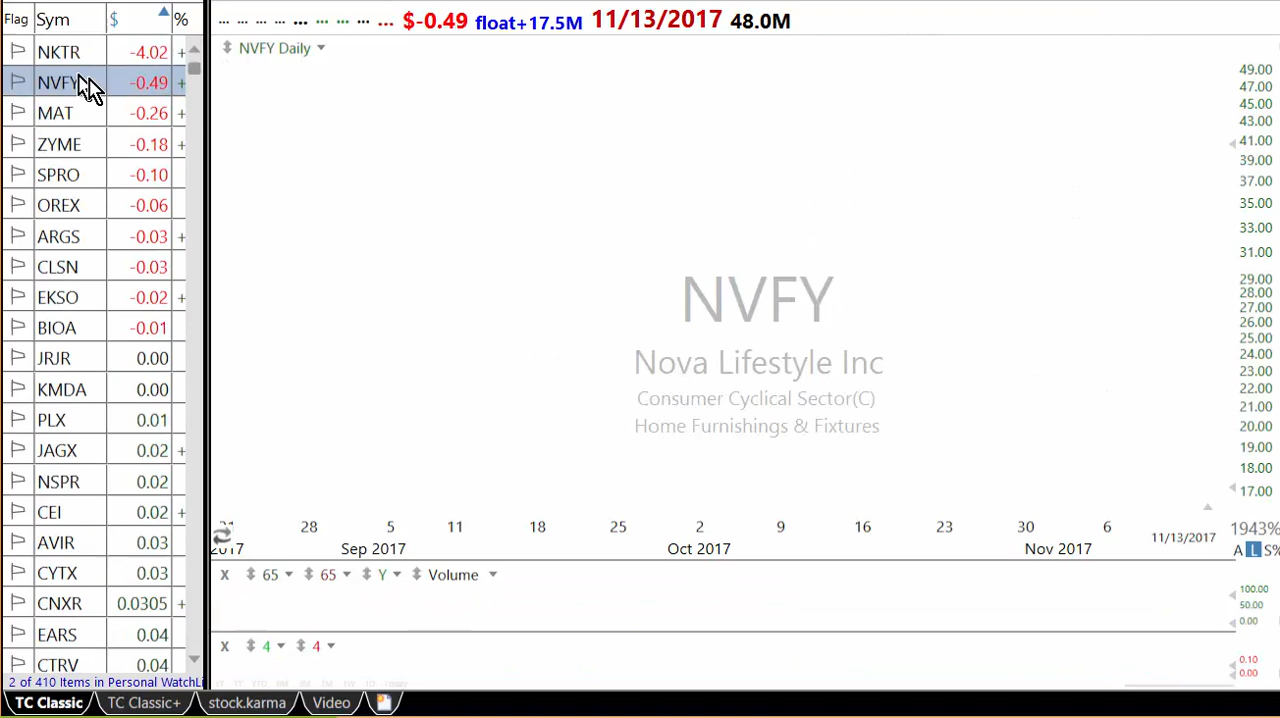 Flag Sym $ %
... ... ... ... ... ... ... ... ... $-0.49 float+17.5M 11/13/2017 48.0M
NKTR -4.02 +
NVFY -0.49 +
MAT -0.26 +
ZYME -0.18 +
SPRO -0.10
OREX -0.06
ARGS -0.03 +
CLSN -0.03
EKSO -0.02 +
BIOA -0.01
JRJR 0.00
KMDA 0.00
PLX 0.01
JAGX 0.02 +
NSPR 0.02
CEI 0.02 +
AVIR 0.03
CYTX 0.03
CNXR 0.0305 +
EARS 0.04
CTRV 0.04
2 of 410 Items in Personal WatchLi
NVFY Daily
49.00
47.00
45.00
43.00
41.00
39.00
37.00
35.00
33.00
31.00
29.00
28.00
27.00
26.00
25.00
24.00
23.00
22.00
21.00
20.00
19.00
18.00
17.00
NVFY
Nova Lifestyle Inc
Consumer Cyclical Sector(C)
Home Furnishings & Fixtures
28 5 11 18 25 2 9 16 23 30 6 11/13/2017 1943%
2017 Sep 2017 Oct 2017 Nov 2017 A L S%
X 65 65 Y Volume
100.00
50.00
0.00
X 4 4
0.10
0.00
TC Classic TC Classic+ stock.karma Video